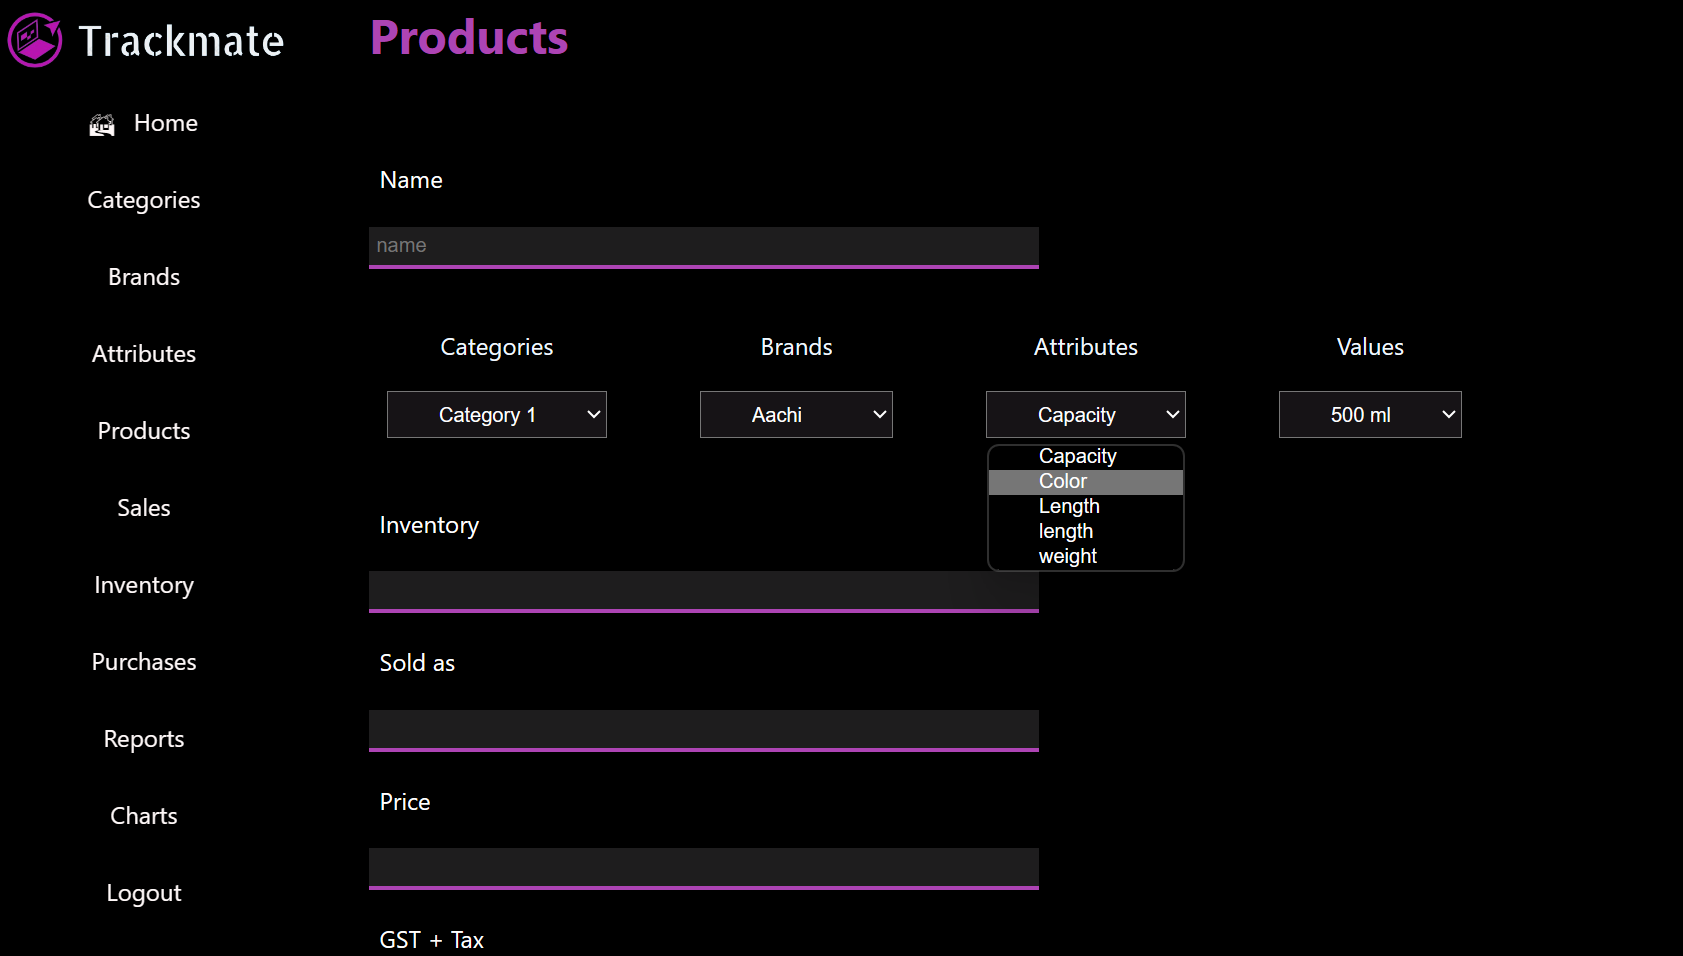 Trackmate
Products
Home
Categories
Brands
Attributes
Products
Sales
Inventory
Purchases
Reports
Charts
Logout
Name
name
Categories Brands Attributes Values
Category 1 Aachi Capacity 500 ml
Capacity
Color
Length
length
weight
Inventory
Sold as
Price
GST + Tax